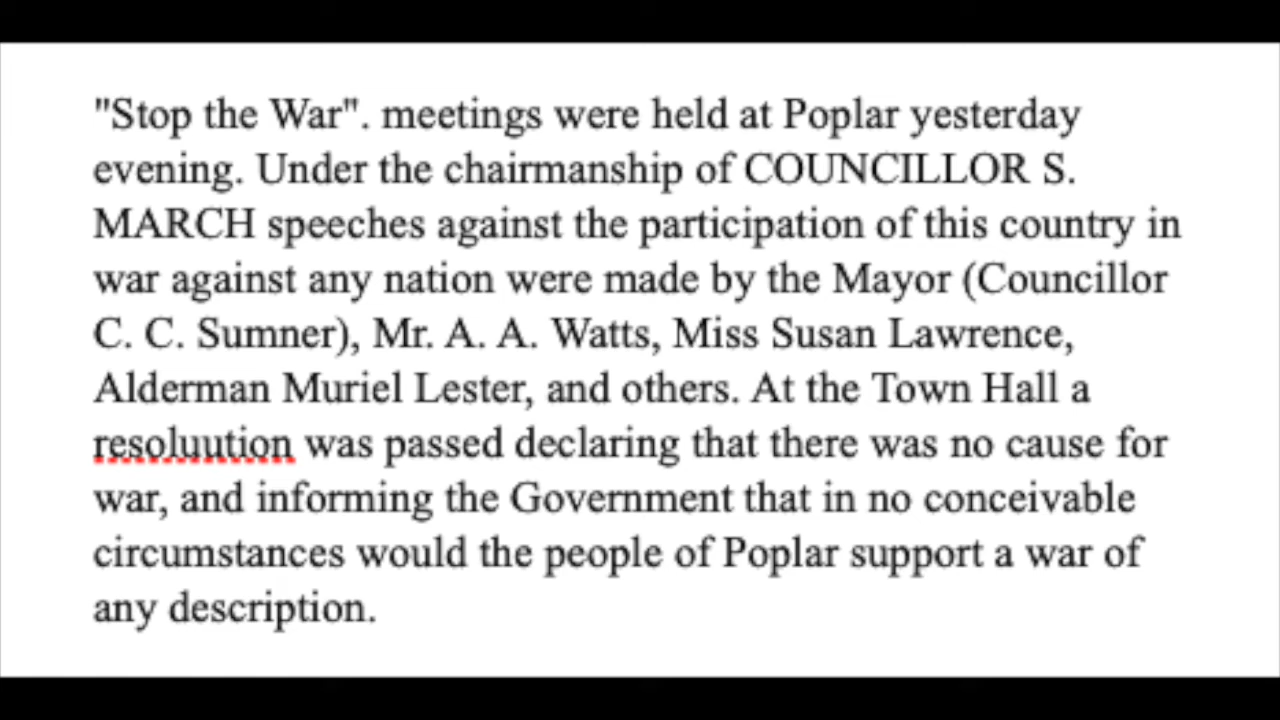 "Stop the War". meetings were held at Poplar yesterday
evening. Under the chairmanship of COUNCILLOR S.
MARCH speeches against the participation of this country in
war against any nation were made by the Mayor (Councillor
C. C. Sumner), Mr. A. A. Watts, Miss Susan Lawrence,
Alderman Muriel Lester, and others. At the Town Hall a
resoluution was passed declaring that there was no cause for
war, and informing the Government that in no conceivable
circumstances would the people of Poplar support a war of
any description.